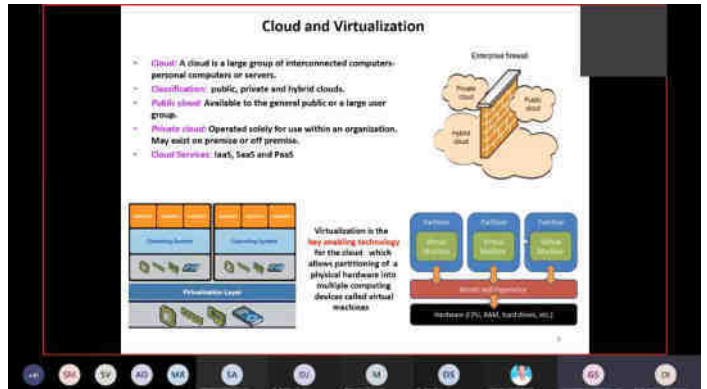 Cloud and Virtualization
Cloud: A cloud is a large group of interconnected computers-
personal computers or servers.
Classification: public, private and hybrid clouds.
Public cloud: Available to the general public or a large user
group.
Private cloud: Operated solely for use within an organization.
May exist on premise or off premise.
Cloud Services: IaaS, SaaS and PaaS
Enterprise firewall
Private
cloud
Public
cloud
Hybrid
cloud
Operating System
Operating System
Virtualization Layer
Virtualization is the
key enabling technology
for the cloud which
allows partitioning of a
physical hardware into
multiple computing
devices called virtual
machines
Partition
Partition
Partition
Virtual
Machine
Virtual
Machine
Virtual
Machine
Hardware (CPU, RAM, hard drives, etc.)
SM
SV
AD
MR
SA
DJ
M
DS
GS
DI